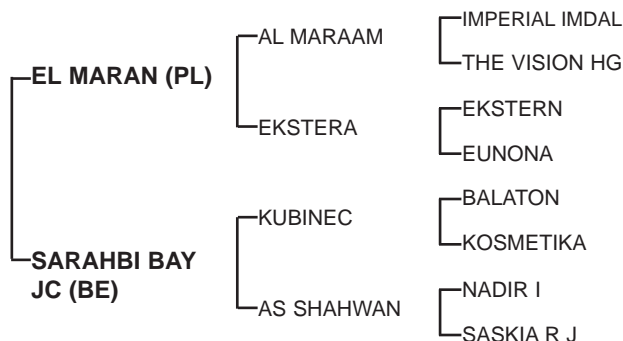 IMPERIAL IMDAL
AL MARAAM
THE VISION HG
EL MARAN (PL)
EKSTERN
EKSTERA
EUNONA
BALATON
KUBINEC
KOSMETIKA
SARAHBI BAY
JC (BE)
NADIR I
AS SHAHWAN
SASKIA R J